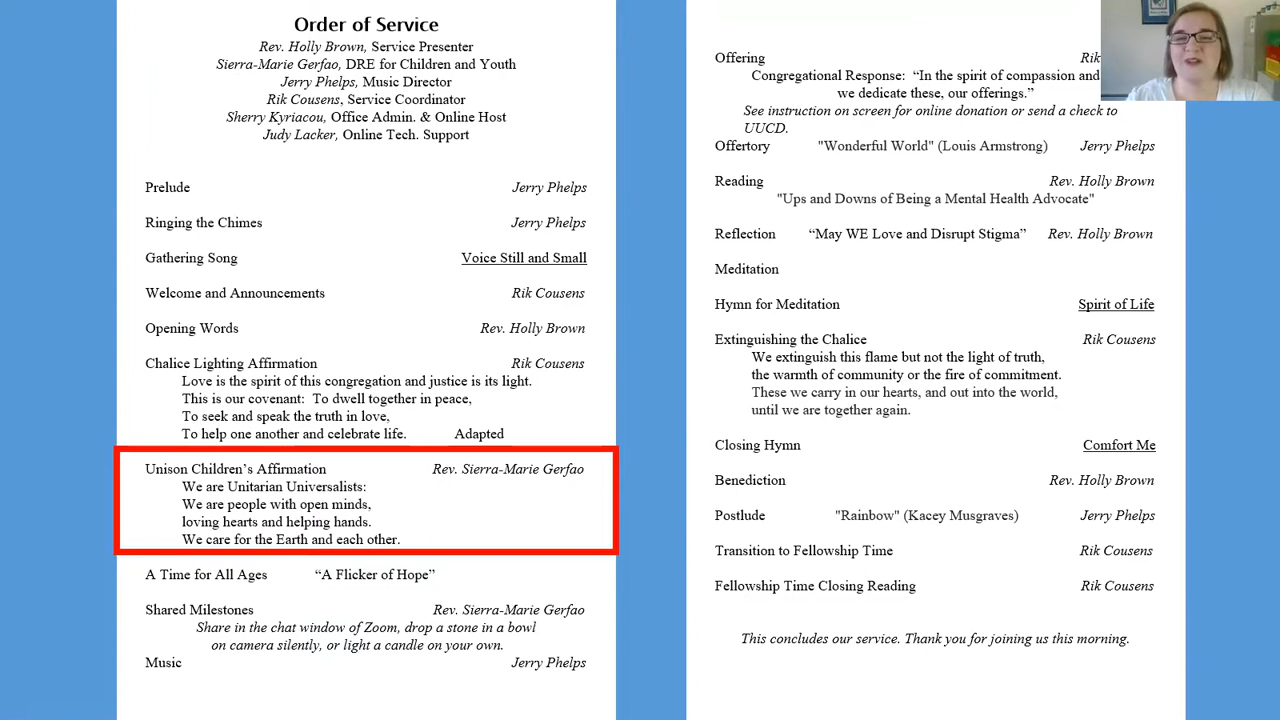 Order of Service
Rev. Holly Brown, Service Presenter
Sierra-Marie Gerfao, DRE for Children and Youth
Jerry Phelps, Music Director
Rik Cousens, Service Coordinator
Sherry Kyriacou, Office Admin. & Online Host
Judy Lacker, Online Tech. Support
Prelude Jerry Phelps
Ringing the Chimes Jerry Phelps
Gathering Song Voice Still and Small
Welcome and Announcements Rik Cousens
Opening Words Rev. Holly Brown
Chalice Lighting Affirmation Rik Cousens
Love is the spirit of this congregation and justice is its light.
This is our covenant: To dwell together in peace,
To seek and speak the truth in love,
To help one another and celebrate life. Adapted
Unison Children's Affirmation Rev. Sierra-Marie Gerfao
We are Unitarian Universalists:
We are people with open minds,
loving hearts and helping hands.
We care for the Earth and each other.
A Time for All Ages “A Flicker of Hope”
Shared Milestones Rev. Sierra-Marie Gerfao
Share in the chat window of Zoom, drop a stone in a bowl
on camera silently, or light a candle on your own.
Music Jerry Phelps
Offering Rik
Congregational Response: “In the spirit of compassion and
we dedicate these, our offerings.”
See instruction on screen for online donation or send a check to
UUCD.
Offertory "Wonderful World" (Louis Armstrong) Jerry Phelps
Reading Rev. Holly Brown
"Ups and Downs of Being a Mental Health Advocate"
Reflection “May WE Love and Disrupt Stigma” Rev. Holly Brown
Meditation
Hymn for Meditation Spirit of Life
Extinguishing the Chalice Rik Cousens
We extinguish this flame but not the light of truth,
the warmth of community or the fire of commitment.
These we carry in our hearts, and out into the world,
until we are together again.
Closing Hymn Comfort Me
Benediction Rev. Holly Brown
Postlude "Rainbow" (Kacey Musgraves) Jerry Phelps
Transition to Fellowship Time Rik Cousens
Fellowship Time Closing Reading Rik Cousens
This concludes our service. Thank you for joining us this morning.